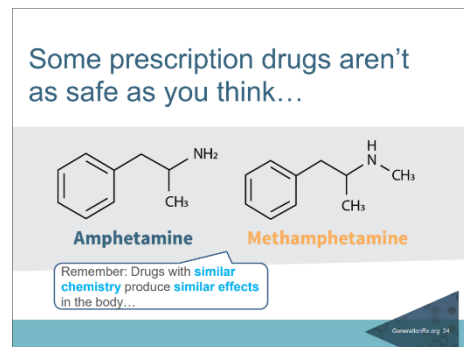 Some prescription drugs aren't
as safe as you think…
NH₂
CH₃
H
N
CH₃
CH₃
Amphetamine
Methamphetamine
Remember: Drugs with similar
chemistry produce similar effects
in the body…
GenerationRx.org 24